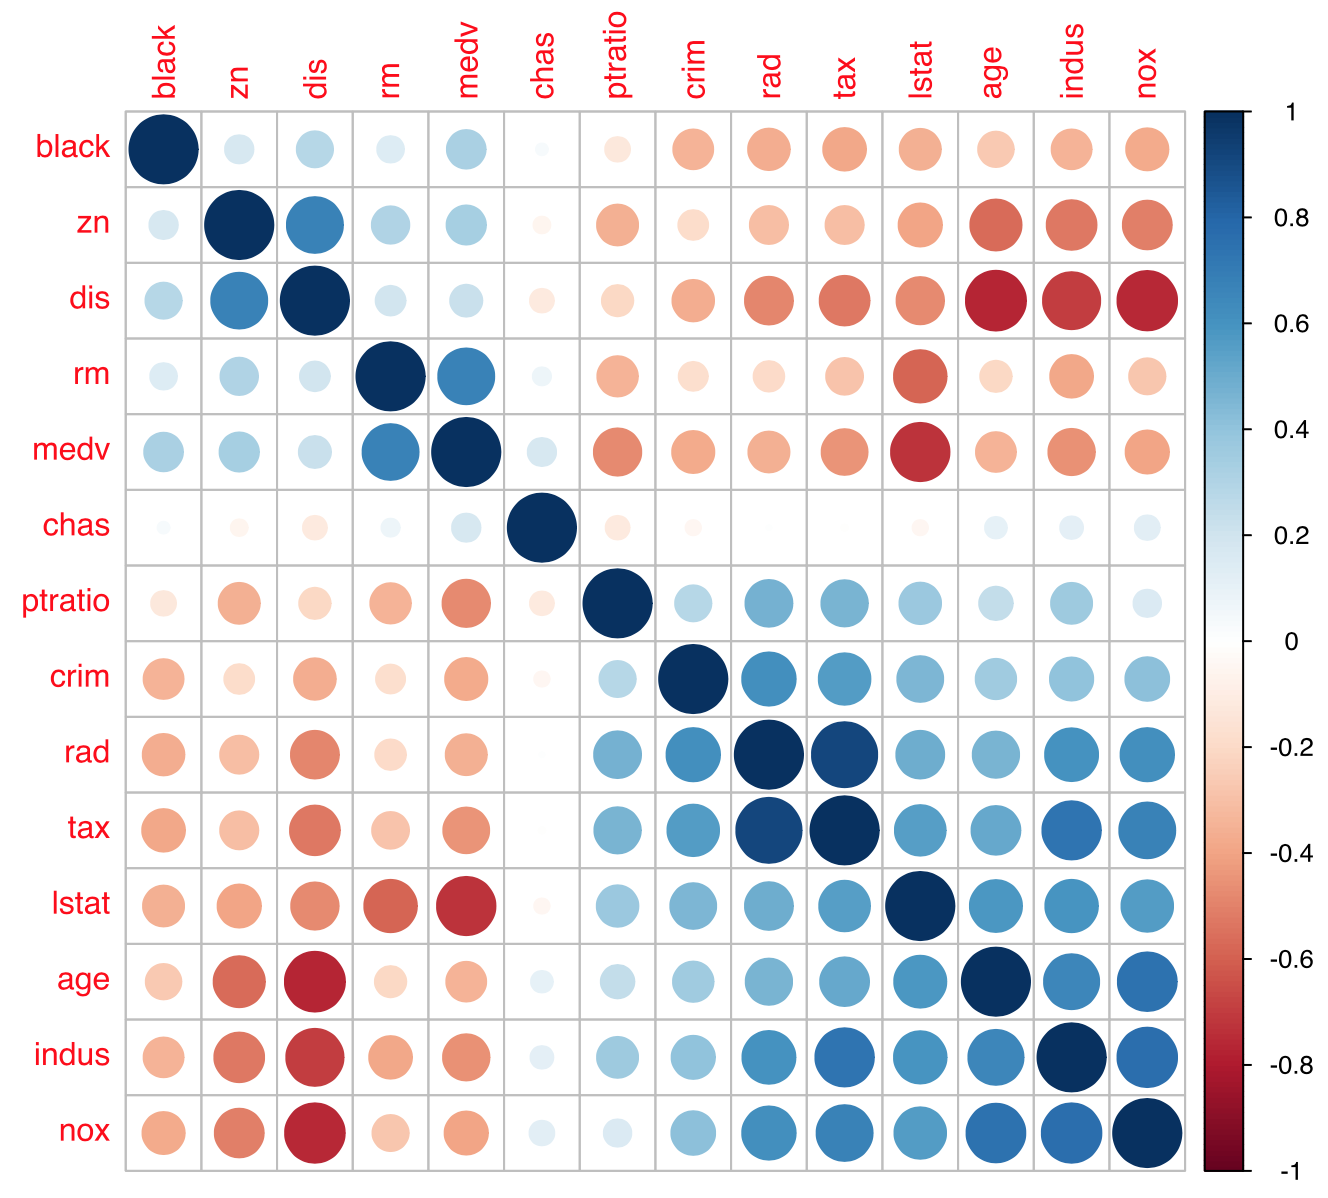 black zn dis rm medv chas ptratio crim rad tax lstat age indus nox
black
zn
dis
rm
medv
chas
ptratio
crim
rad
tax
lstat
age
indus
nox
1
0.8
0.6
0.4
0.2
0
-0.2
-0.4
-0.6
-0.8
-1